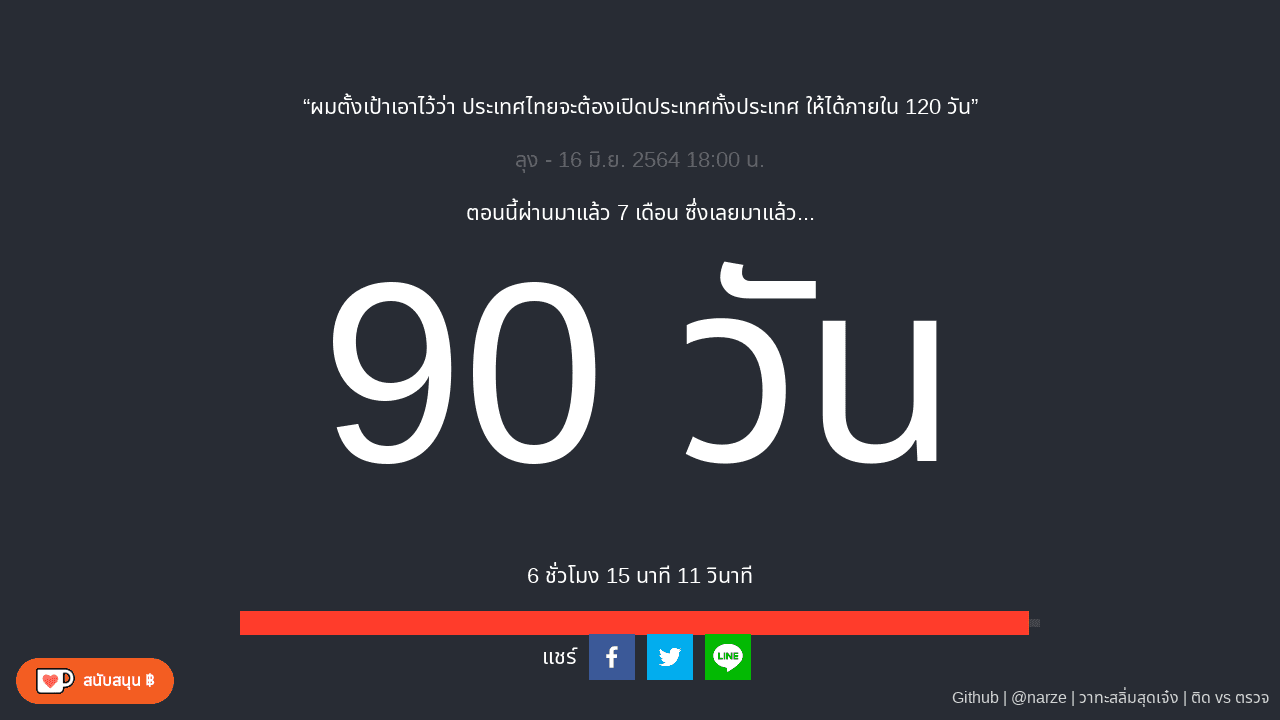 “ผมตั้งเป้าเอาไว้ว่า ประเทศไทยจะต้องเปิดประเทศทั้งประเทศ ให้ได้ภายใน 120 วัน”
ลุง - 16 มิ.ย. 2564 18:00 น.
ตอนนี้ผ่านมาแล้ว 7 เดือน ซึ่งเลยมาแล้ว...
90 วัน
6 ชั่วโมง 15 นาที 11 วินาที
แชร์
LINE
สนับสนุน ฿
Github | @narze | วาทะสลิ่มสุดเจ๋ง | ติด vs ตรวจ